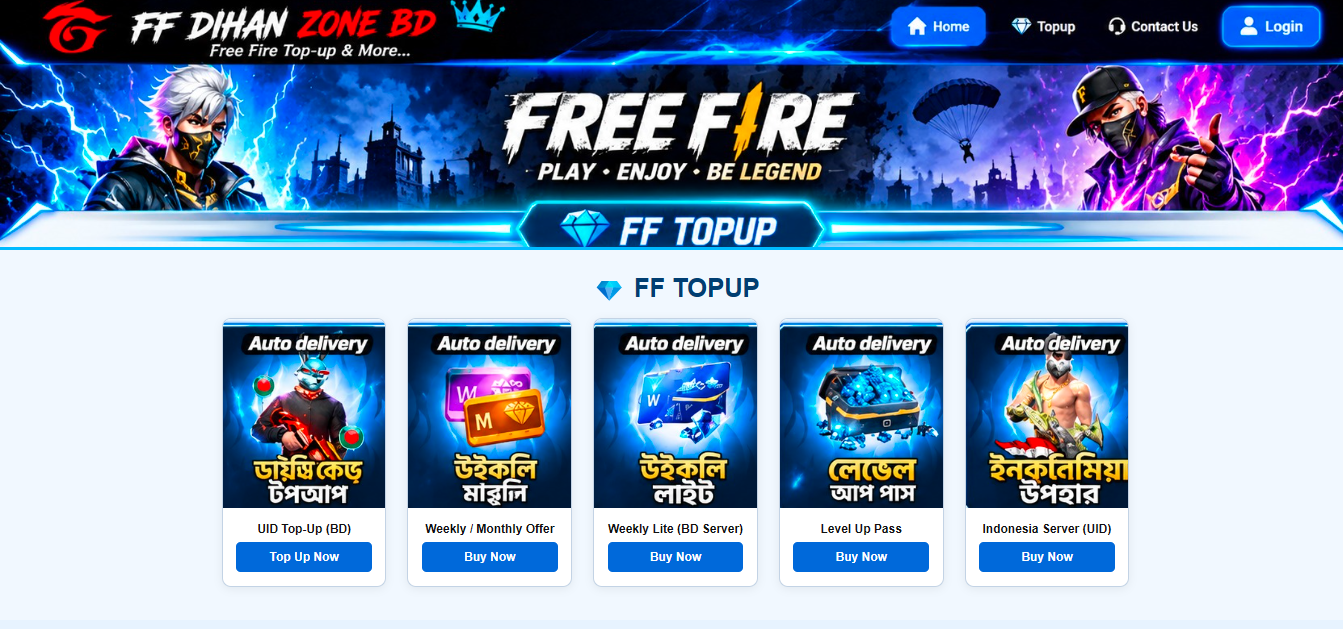 FF DIHAN ZONE BD
Free Fire Top-up & More...
Home
Topup
Contact Us
Login
FREE FIRE
PLAY • ENJOY • BE LEGEND
FF TOPUP
FF TOPUP
Auto delivery
টপআপ
UID Top-Up (BD)
Top Up Now
Auto delivery
W
M
উইকলি
Weekly / Monthly Offer
Buy Now
Auto delivery
W
উইকলি
লাইট
Weekly Lite (BD Server)
Buy Now
Auto delivery
লেভেল
আপ পাস
Level Up Pass
Buy Now
Auto delivery
উপহার
Indonesia Server (UID)
Buy Now